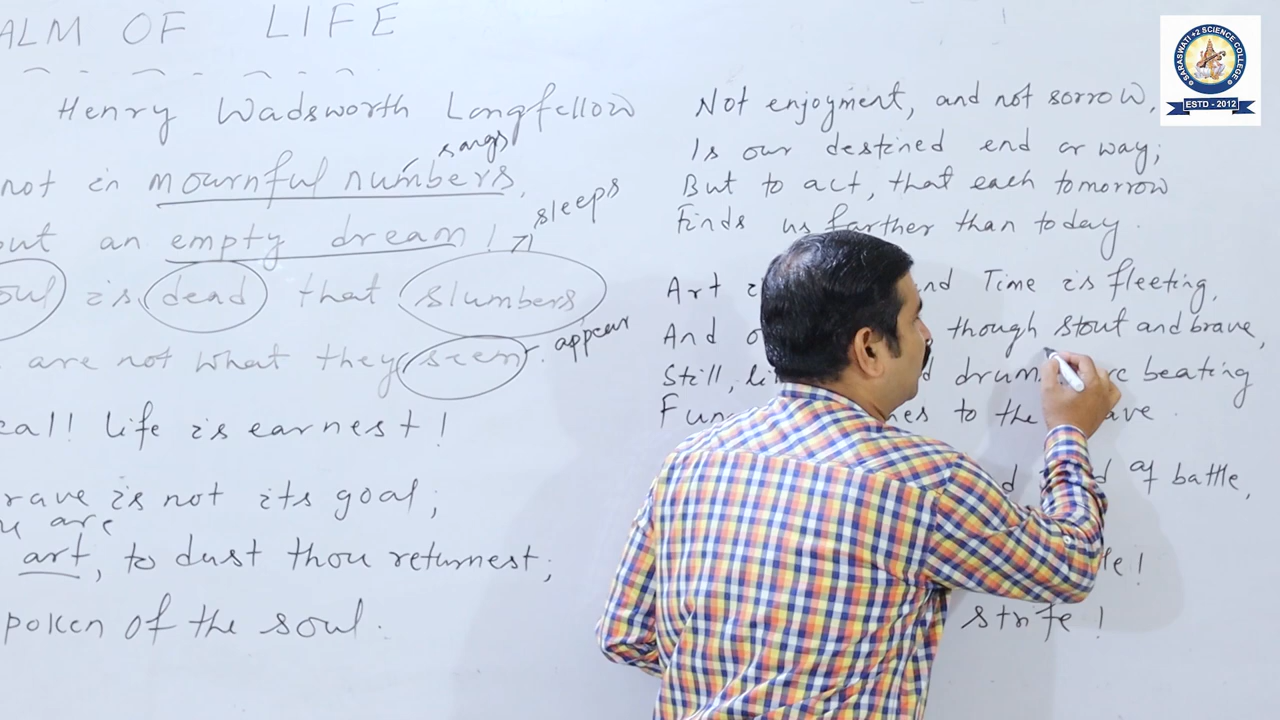 ALM OF LIFE
Henry Wadsworth Longfellow
songs
not in mournful numbers,
sleeps
out an empty dream!
oul is dead that slumbers
appear
are not what they seem.
eal! life is earnest!
rave is not its goal;
are
art, to dust thou returnest;
poken of the soul.
Not enjoyment, and not sorrow,
Is our destined end or way;
But to act, that each tomorrow
Finds us farther than today.
Art i nd Time is fleeting,
And o though stout and brave,
Still, li d drum are beating
Fun hes to the ave.
d d of battle,
le!
strife!
SARASWATI +2 SCIENCE COLLEGE
ESTD - 2012